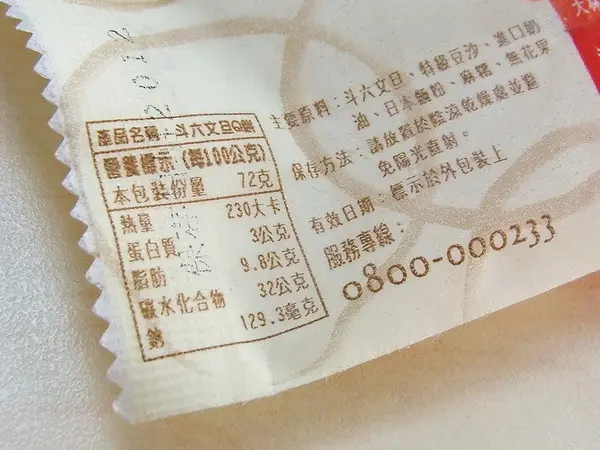 2012
產品名稱：斗六文旦Q餅
營養標示（每100公克）
本包裝份量 72克
熱量 230大卡
蛋白質 3公克
脂肪 9.8公克
碳水化合物 32公克
鈉 129.3毫克
主要原料：斗六文旦、特級豆沙、進口奶
油、日本麵粉、麻糬、無花果
保存方法：請放置於陰涼乾燥處並避
免陽光直射。
有效日期：標示於外包裝上
服務專線：
0800-000233